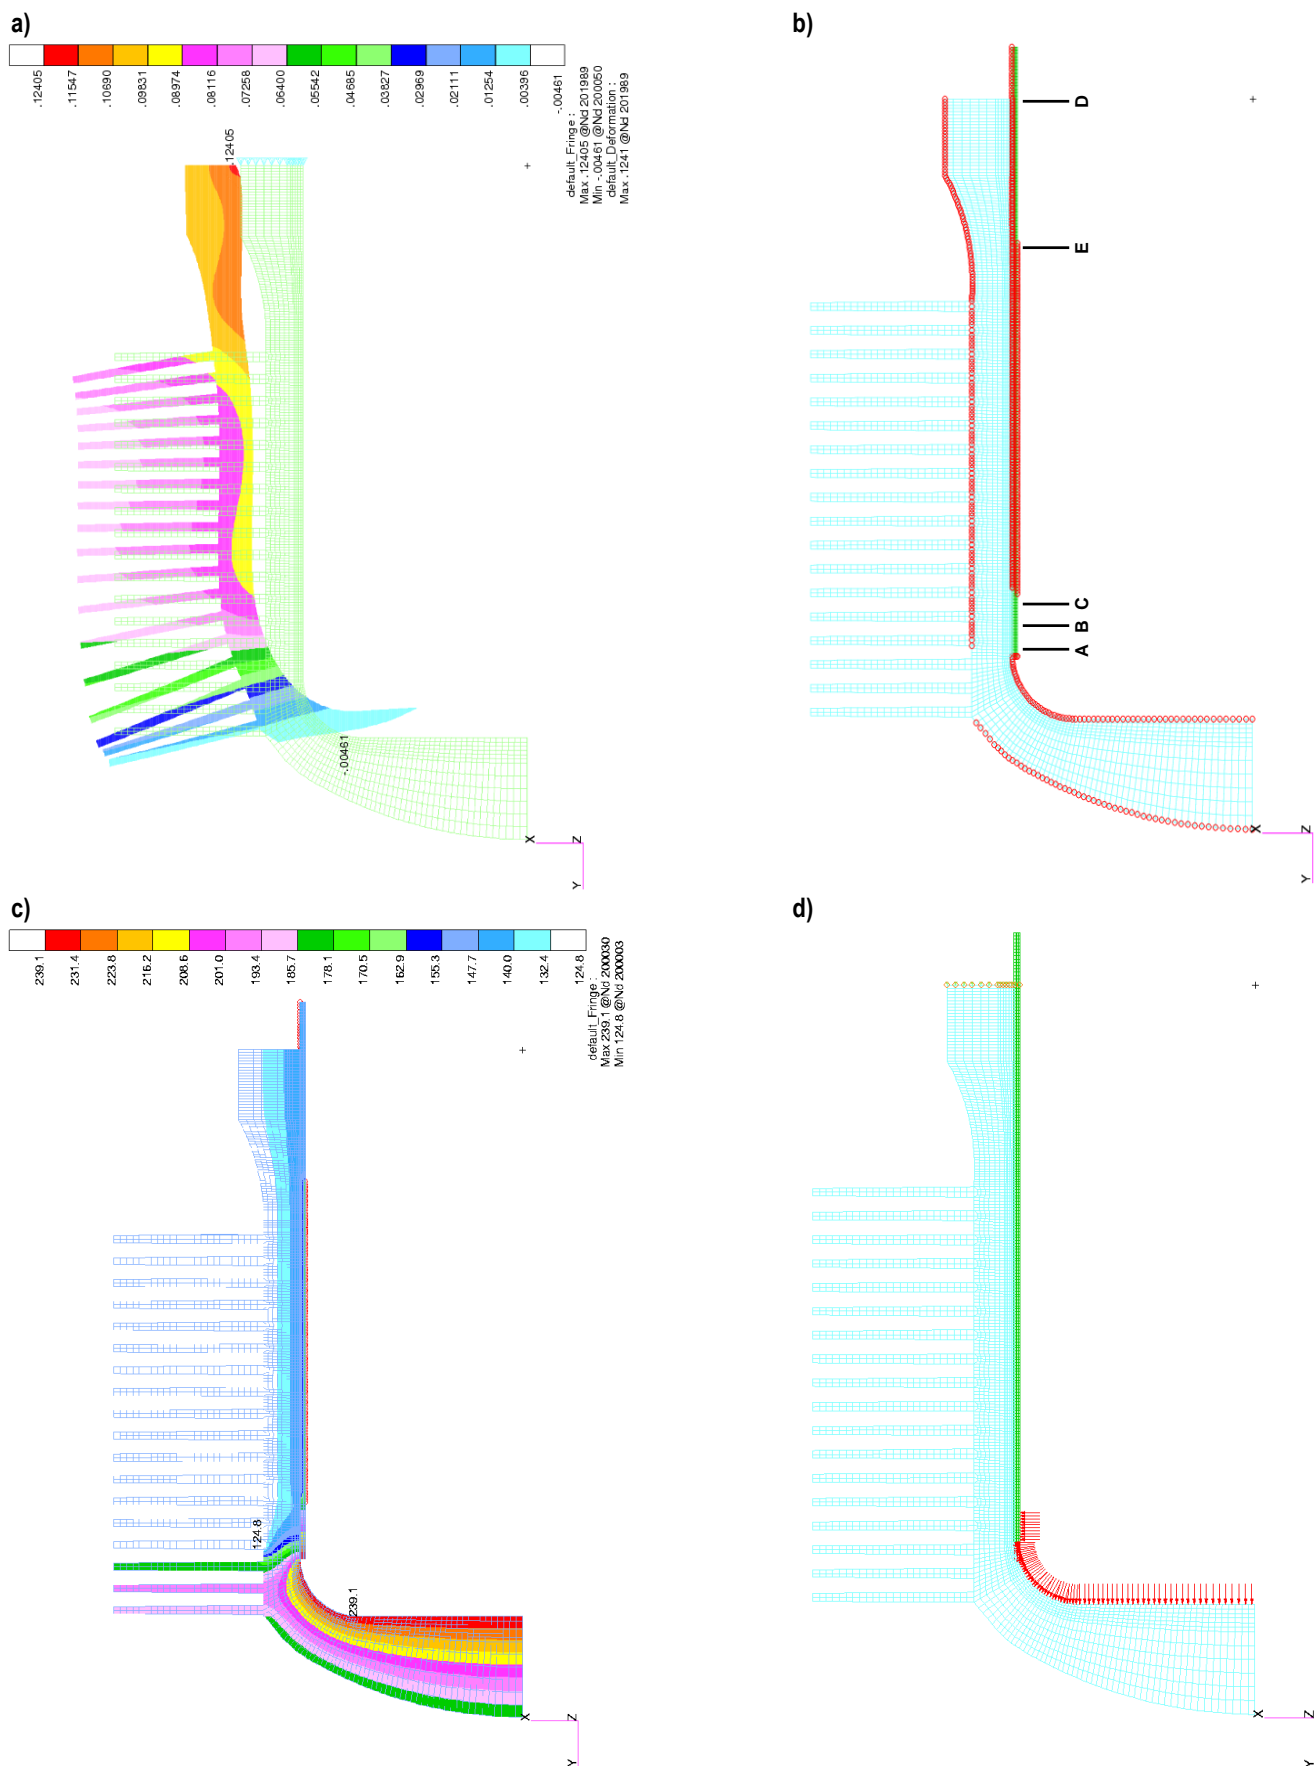 a)
.12405
.11547
.10690
.09831
.08974
.08116
.07258
.06400
.05542
.04685
.03827
.02969
.02111
.01254
.00396
-.00461
default_Fringe :
Max .12405 @Nd 201989
Min -.00461 @Nd 200050
default_Deformation :
Max .1241 @Nd 201989
.12405
-.00461
X
Z
Y
b)
D
E
C
B
A
X
Z
Y
c)
239.1
231.4
223.8
216.2
208.6
201.0
193.4
185.7
178.1
170.5
162.9
155.3
147.7
140.0
132.4
124.8
default_Fringe :
Max 239.1 @Nd 200030
Min 124.8 @Nd 200003
124.8
239.1
X
Z
Y
d)
X
Z
Y